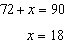 72 + x = 90
x = 18